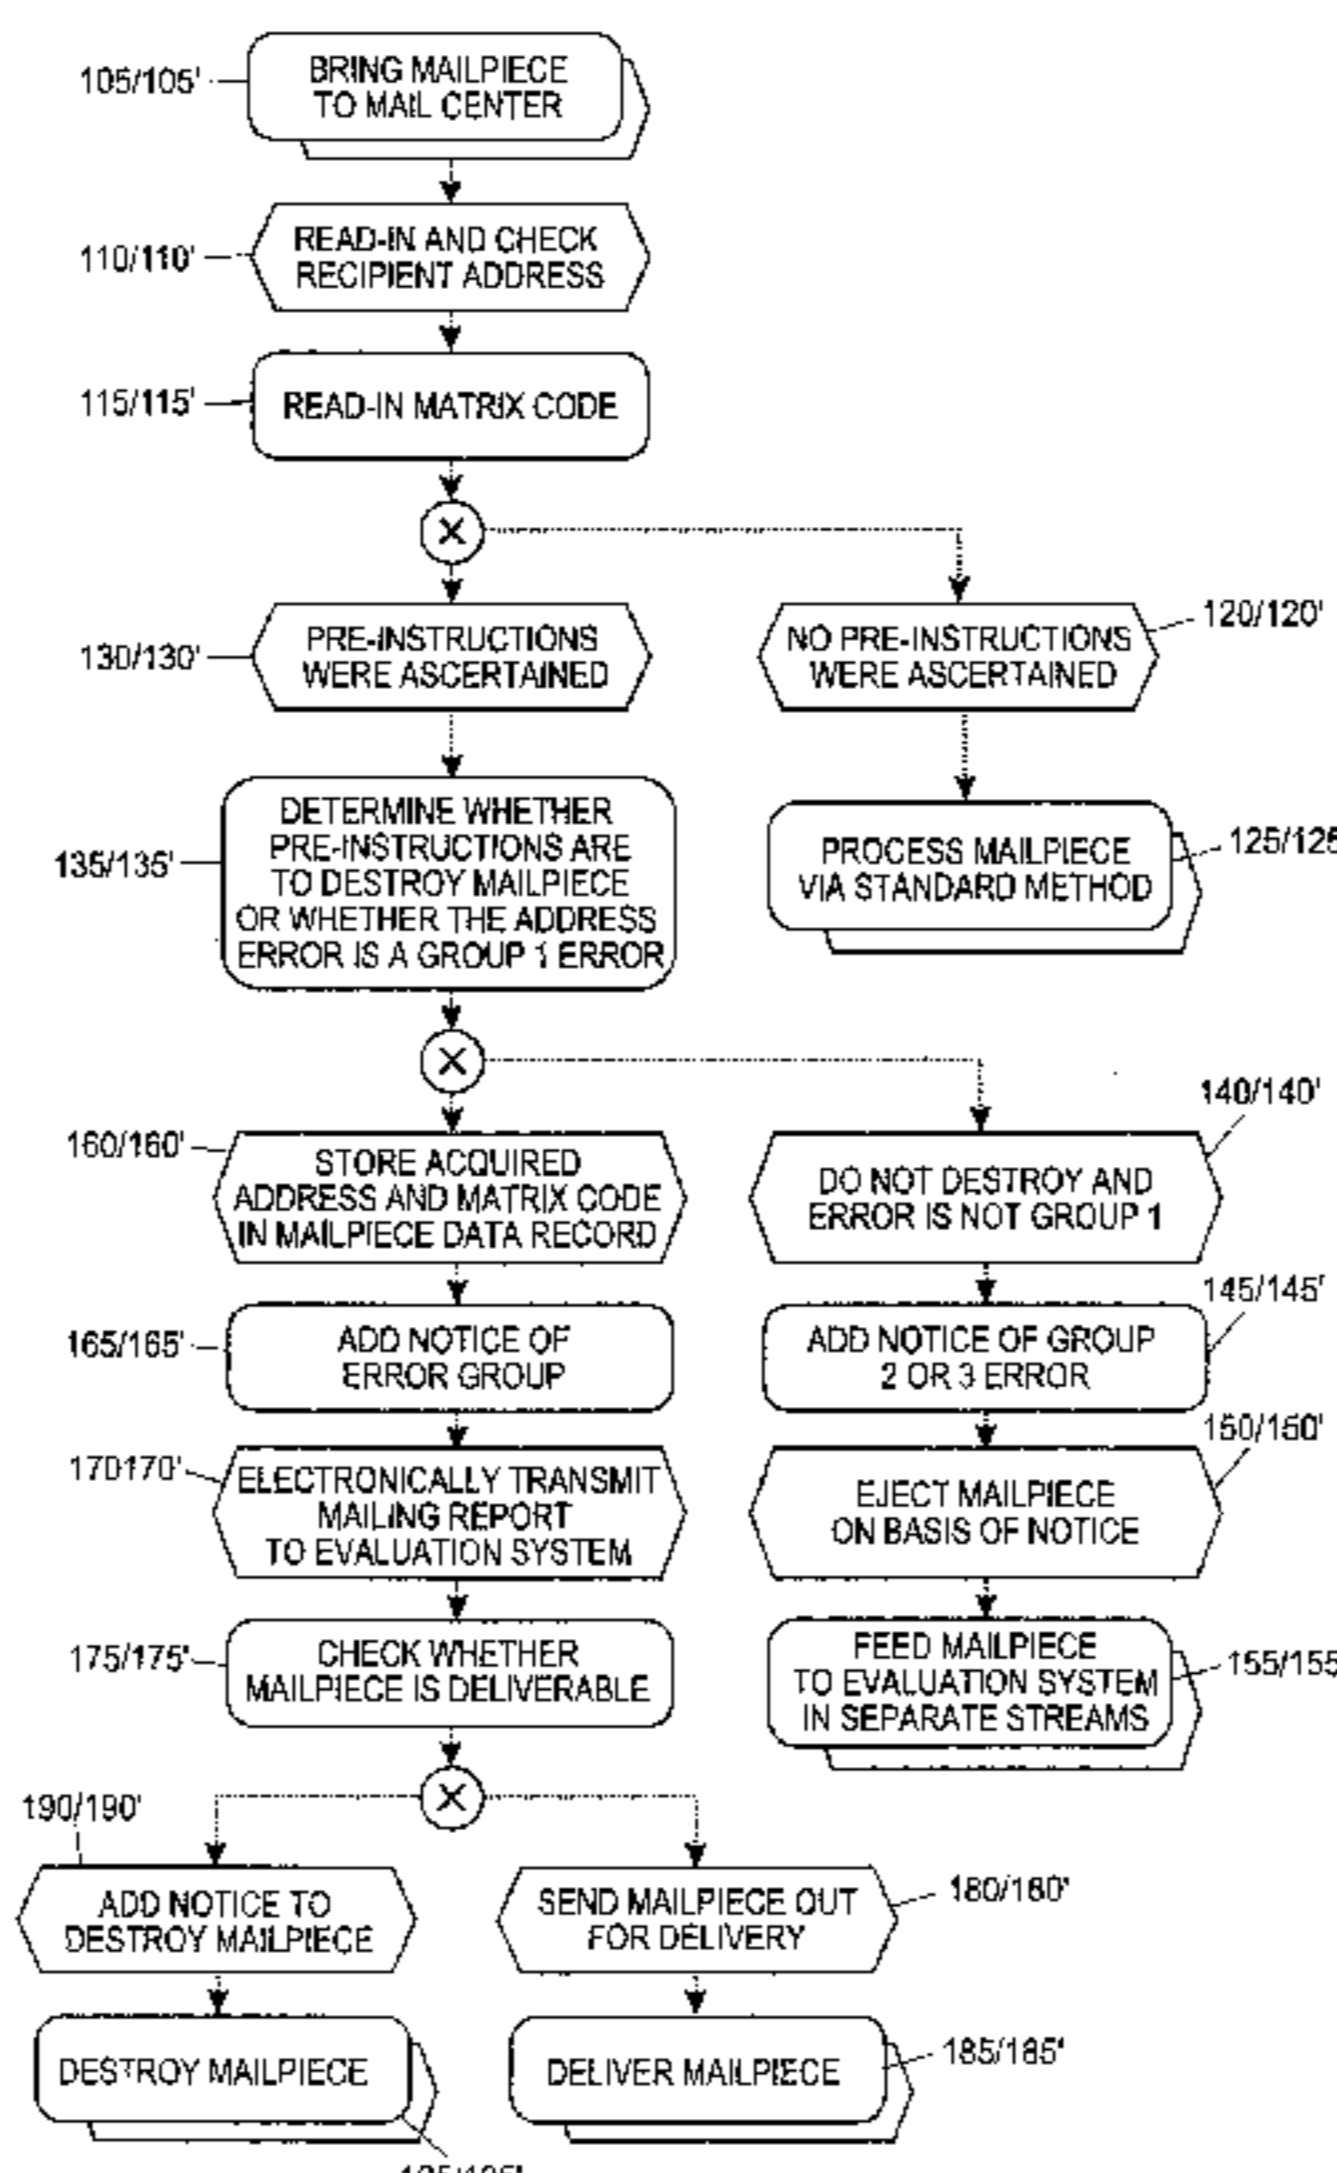 105/105'
BRING MAILPIECE
TO MAIL CENTER
110/110'
READ-IN AND CHECK
RECIPIENT ADDRESS
115/115'
READ-IN MATRIX CODE
130/130'
PRE-INSTRUCTIONS
WERE ASCERTAINED
120/120'
NO PRE-INSTRUCTIONS
WERE ASCERTAINED
135/135'
DETERMINE WHETHER
PRE-INSTRUCTIONS ARE
TO DESTROY MAILPIECE
OR WHETHER THE ADDRESS
ERROR IS A GROUP 1 ERROR
125/125
PROCESS MAILPIECE
VIA STANDARD METHOD
160/160'
STORE ACQUIRED
ADDRESS AND MATRIX CODE
IN MAILPIECE DATA RECORD
140/140'
DO NOT DESTROY AND
ERROR IS NOT GROUP 1
165/165'
ADD NOTICE OF
ERROR GROUP
145/145'
ADD NOTICE OF GROUP
2 OR 3 ERROR
170170'
ELECTRONICALLY TRANSMIT
MAILING REPORT
TO EVALUATION SYSTEM
150/150'
EJECT MAILPIECE
ON BASIS OF NOTICE
175/175'
CHECK WHETHER
MAILPIECE IS DELIVERABLE
155/155
FEED MAILPIECE
TO EVALUATION SYSTEM
IN SEPARATE STREAMS
190/190'
ADD NOTICE TO
DESTROY MAILPIECE
180/180'
SEND MAILPIECE OUT
FOR DELIVERY
DESTROY MAILPIECE
185/185'
DELIVER MAILPIECE